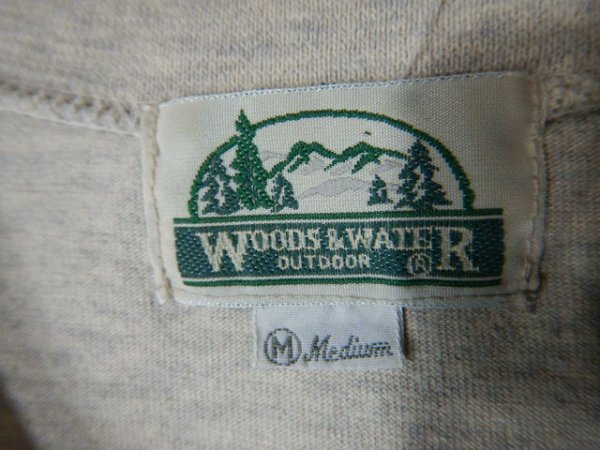 WOODS & WATER
OUTDOOR ®
M Medium